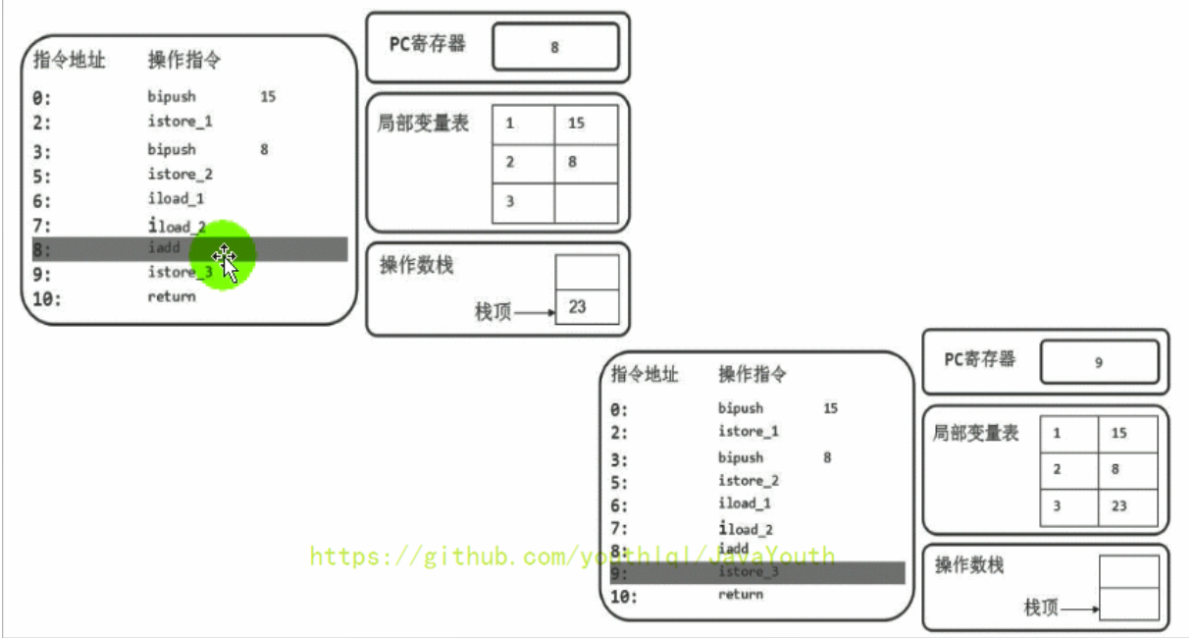 指令地址 操作指令
0: bipush 15
2: istore_1
3: bipush 8
5: istore_2
6: iload_1
7: iload_2
8: iadd
9: istore_3
10: return
PC寄存器 8
局部变量表 1 15
2 8
3
操作数栈
栈顶 23
指令地址 操作指令
0: bipush 15
2: istore_1
3: bipush 8
5: istore_2
6: iload_1
7: iload_2
8: iadd
9: istore_3
10: return
PC寄存器 9
局部变量表 1 15
2 8
3 23
操作数栈
栈顶
https://github.com/youthlql/JavaYouth